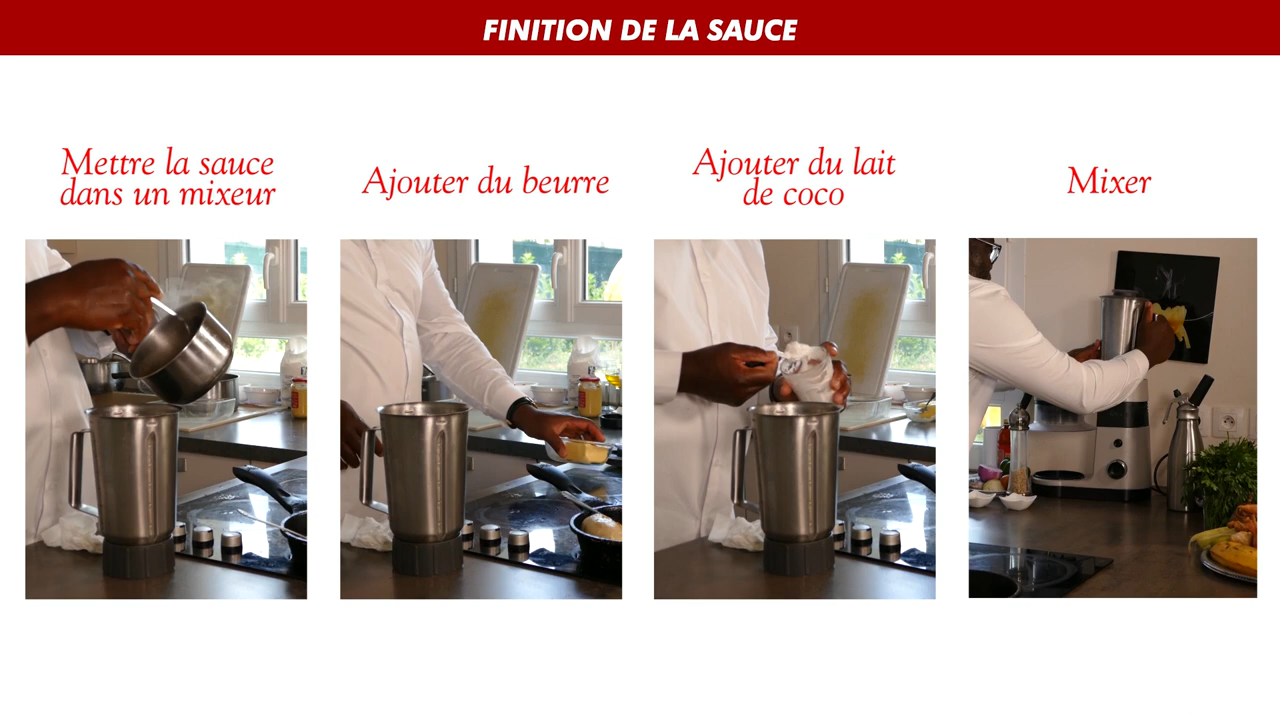 FINITION DE LA SAUCE
Mettre la sauce
dans un mixeur
Ajouter du beurre
Ajouter du lait
de coco
Mixer